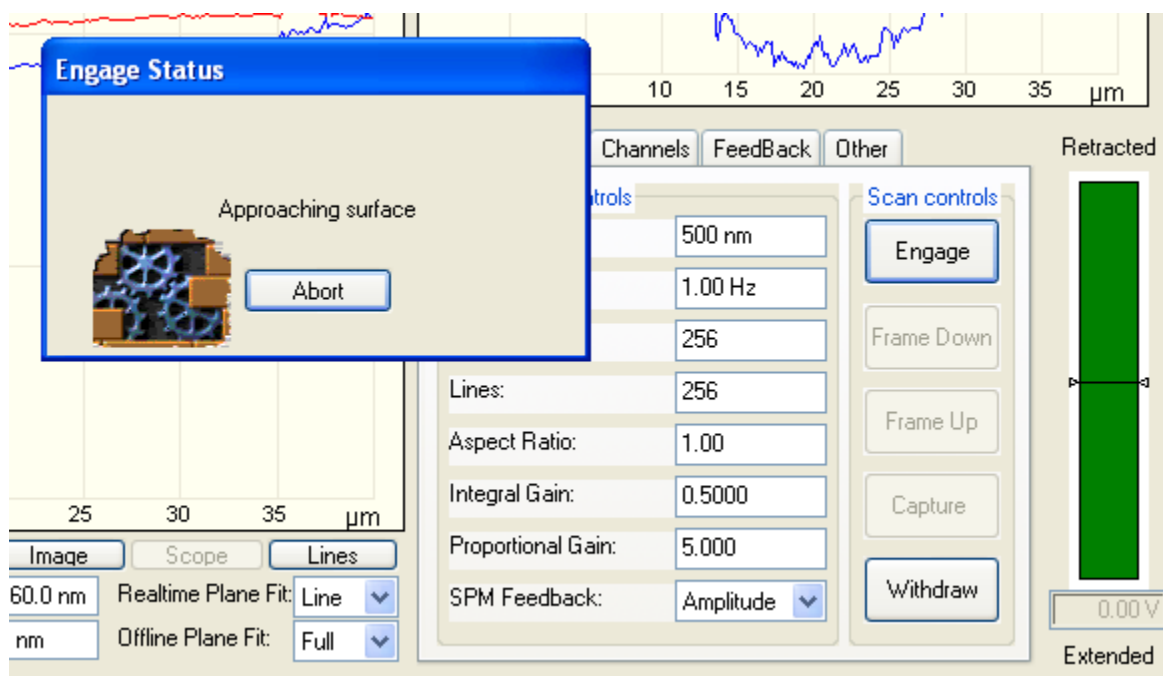 Engage Status
Approaching surface
Abort
10 15 20 25 30 35 µm
Channels FeedBack Other
Retracted
Scan controls
500 nm
Engage
1.00 Hz
256
Frame Down
Lines: 256
Frame Up
Aspect Ratio: 1.00
Integral Gain: 0.5000
Capture
25 30 35 µm
Image Scope Lines
Proportional Gain: 5.000
60.0 nm Realtime Plane Fit: Line
SPM Feedback: Amplitude
Withdraw
0.00 V
nm Offline Plane Fit: Full
Extended